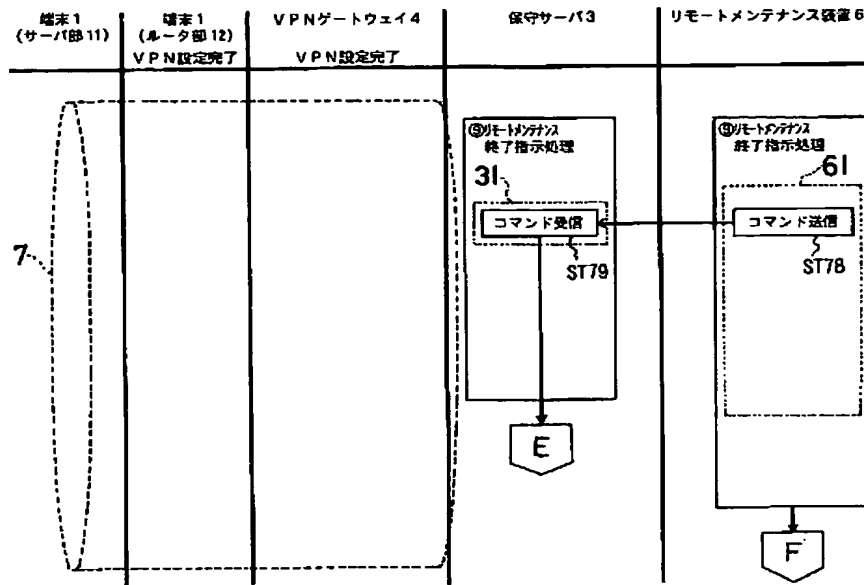 端末1
(サーバ部11)
端末1
(ルータ部12)
VPN設定完了
VPNゲートウェイ4
VPN設定完了
保守サーバ3
リモートメンテナンス装置6
⑨リモートメンテナンス
終了指示処理
31
コマンド受信
ST79
E
⑨リモートメンテナンス
終了指示処理
61
コマンド送信
ST78
F
7